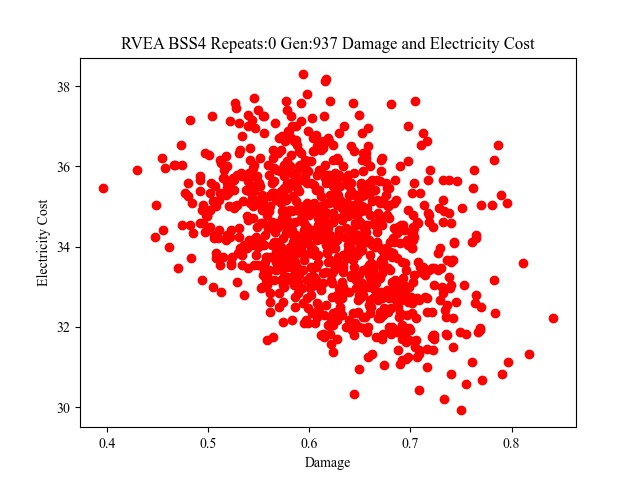 RVEA BSS4 Repeats:0 Gen:937 Damage and Electricity Cost
38
36
34
32
30
Electricity Cost
0.4 0.5 0.6 0.7 0.8
Damage